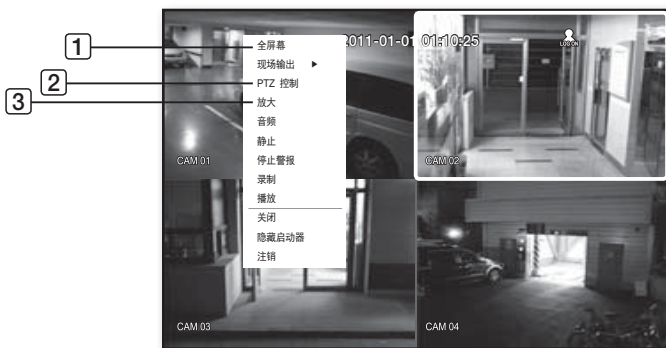 1
全屏幕
2011-01-01 01:10:25
LOG ON
现场输出 ▶
2
PTZ 控制
3
放大
音频
静止
CAM 01
CAM 02
停止警报
录制
播放
关闭
隐藏启动器
注销
CAM 03
CAM 04